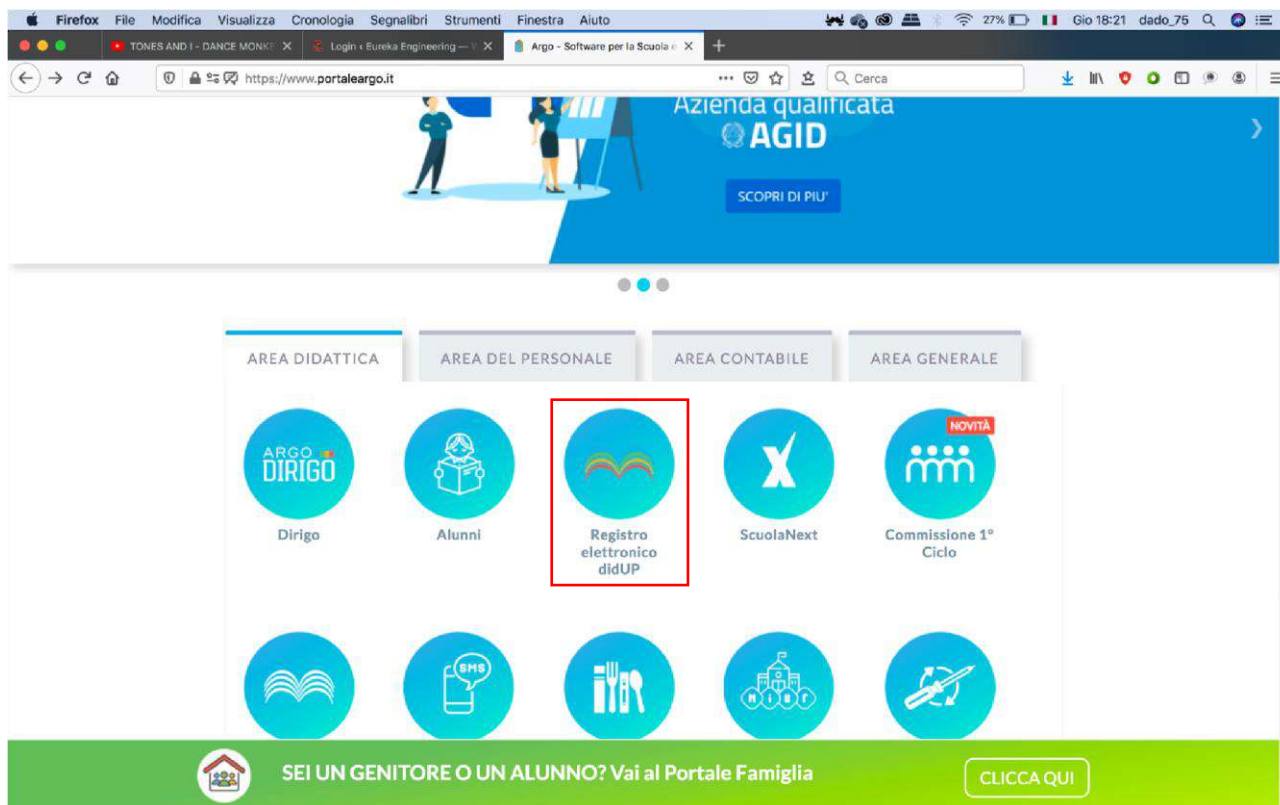 Firefox File Modifica Visualizza Cronologia Segnalibri Strumenti Finestra Aiuto 27% Gio 18:21 dado_75
TONES AND I - DANCE MONKE Login ‹ Eureka Engineering — Argo - Software per la Scuola e
https://www.portaleargo.it Cerca
Azienda qualificata
AGID
SCOPRI DI PIU'
AREA DIDATTICA AREA DEL PERSONALE AREA CONTABILE AREA GENERALE
NOVITÀ
ARGO
DIRIGO
Dirigo Alunni Registro elettronico didUP ScuolaNext Commissione 1° Ciclo
SMS
MIUR
SEI UN GENITORE O UN ALUNNO? Vai al Portale Famiglia CLICCA QUI